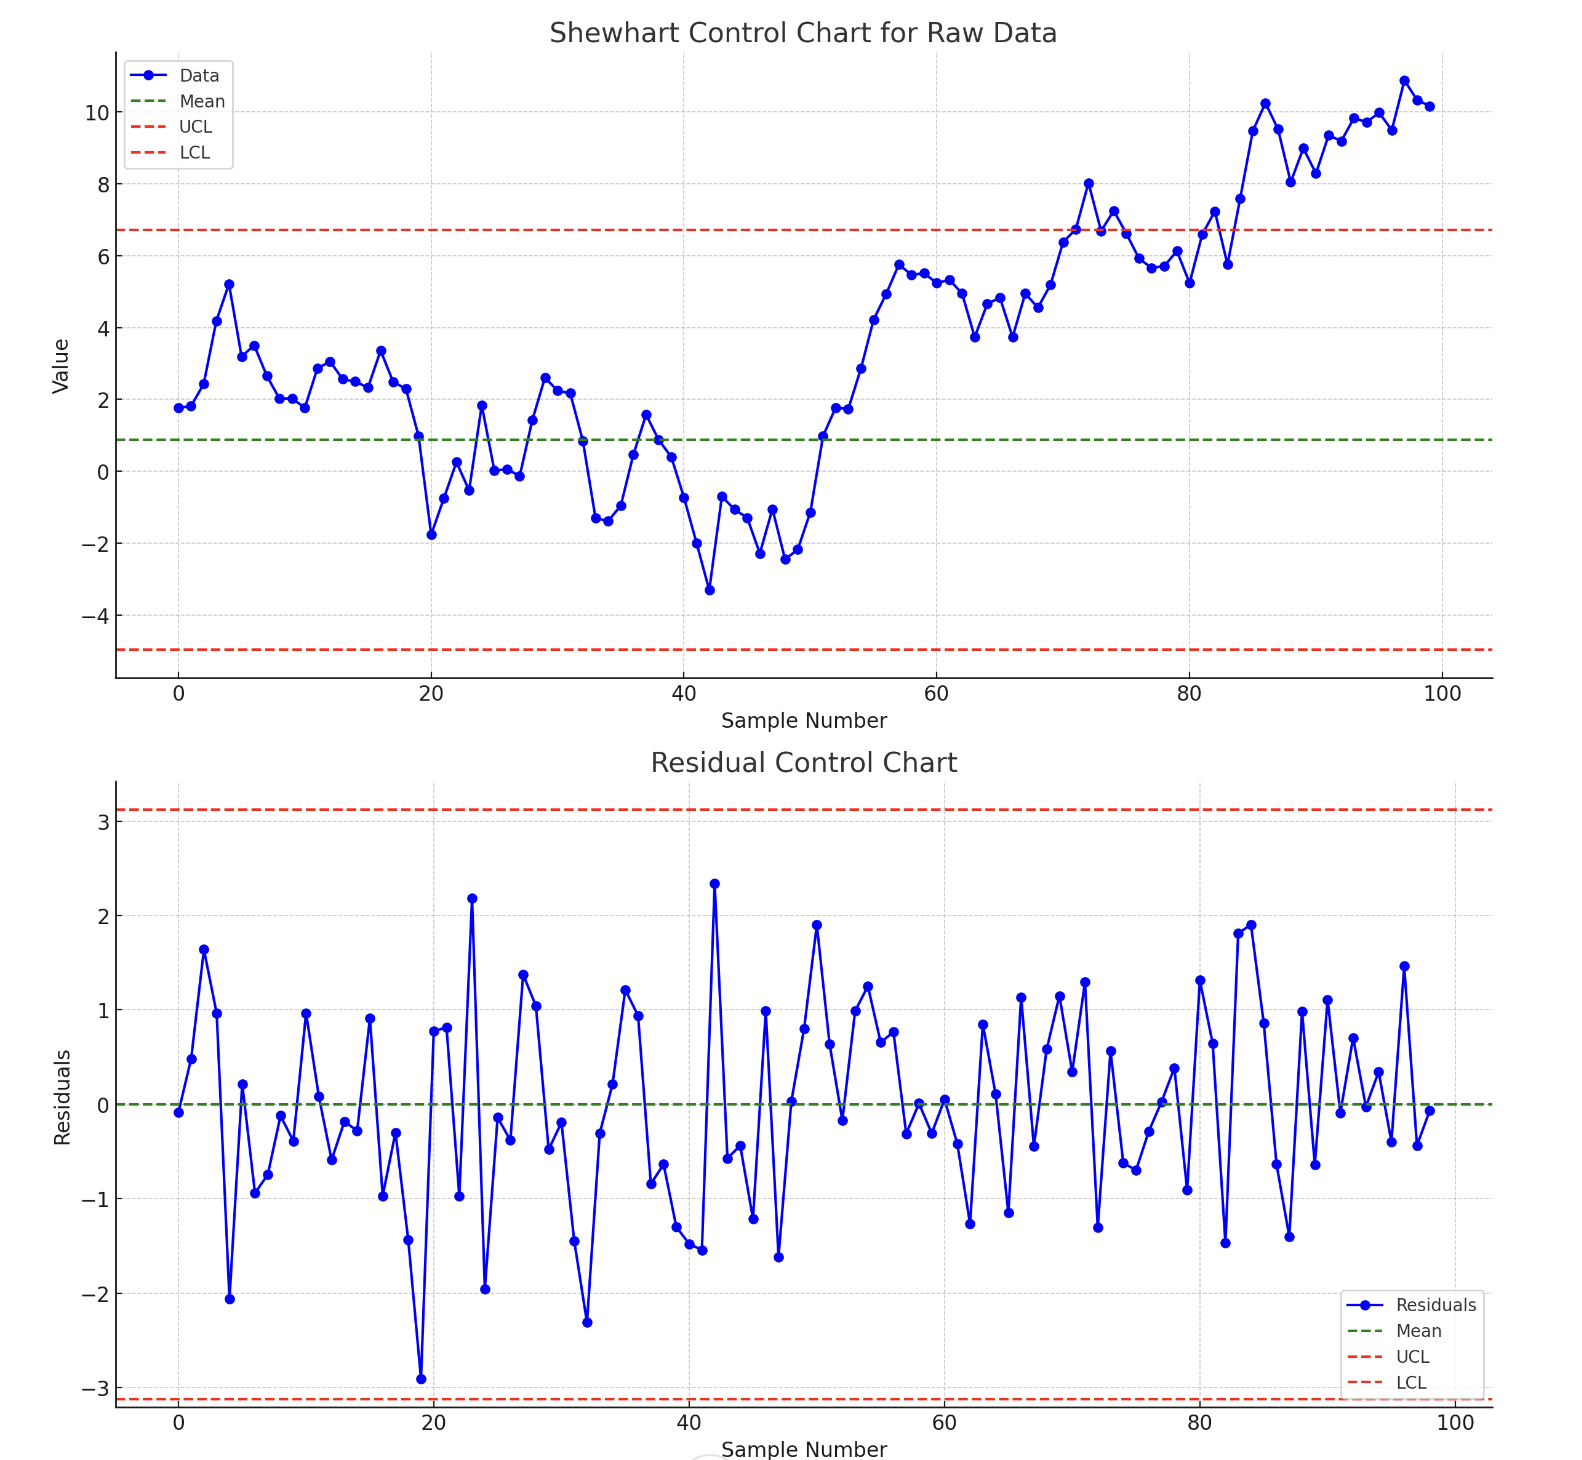 Shewhart Control Chart for Raw Data
Data
Mean
UCL
LCL
10
8
6
4
2
0
−2
−4
Value
0 20 40 60 80 100
Sample Number
Residual Control Chart
3
2
1
0
−1
−2
−3
Residuals
Residuals
Mean
UCL
LCL
0 20 40 60 80 100
Sample Number